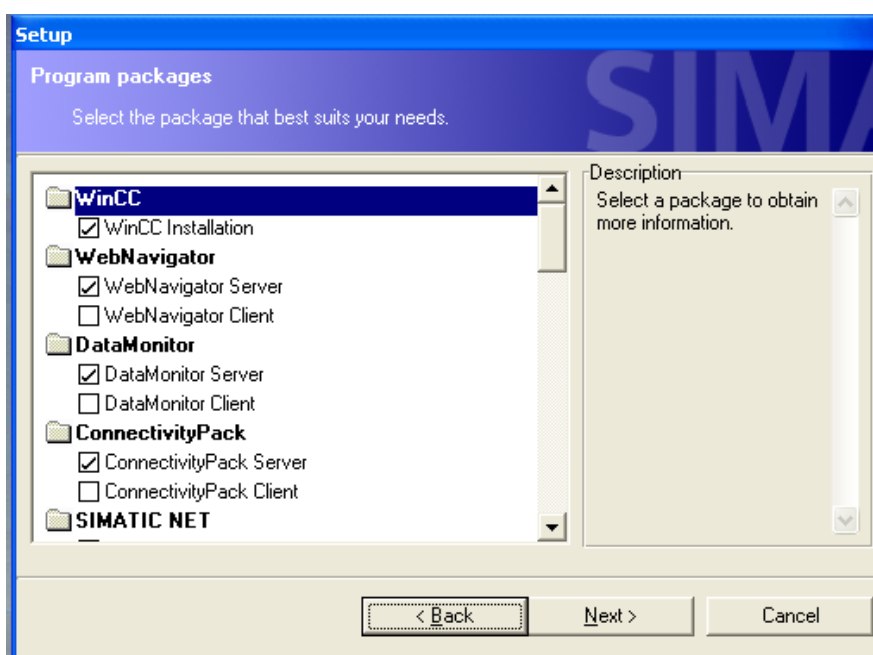 Setup
Program packages
Select the package that best suits your needs.
SIMA
WinCC
WinCC Installation
WebNavigator
WebNavigator Server
WebNavigator Client
DataMonitor
DataMonitor Server
DataMonitor Client
ConnectivityPack
ConnectivityPack Server
ConnectivityPack Client
SIMATIC NET
Description
Select a package to obtain
more information.
< Back
Next >
Cancel